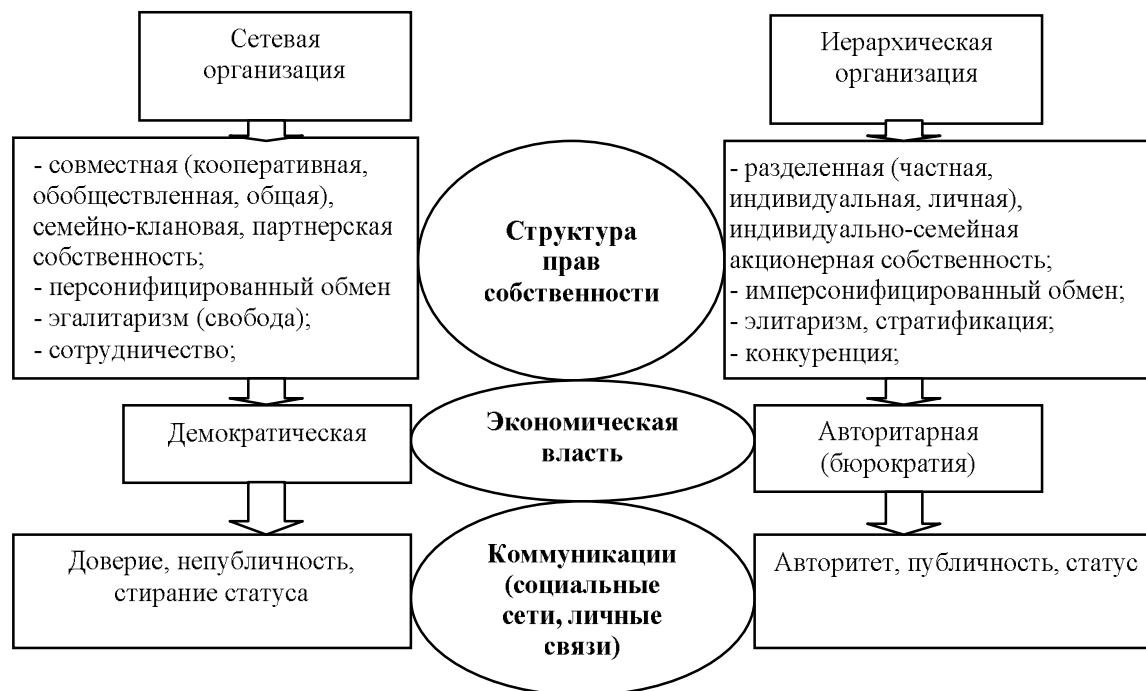 Сетевая
организация
Иерархическая
организация
- совместная (кооперативная,
обобществленная, общая),
семейно-клановая, партнерская
собственность;
- персонифицированный обмен
- эгалитаризм (свобода);
- сотрудничество;
Структура
прав
собственности
- разделенная (частная,
индивидуальная, личная),
индивидуально-семейная
акционерная собственность;
- имперсонифицированный обмен;
- элитаризм, стратификация;
- конкуренция;
Демократическая
Экономическая
власть
Авторитарная
(бюрократия)
Доверие, непубличность,
стирание статуса
Коммуникации
(социальные
сети, личные
связи)
Авторитет, публичность, статус